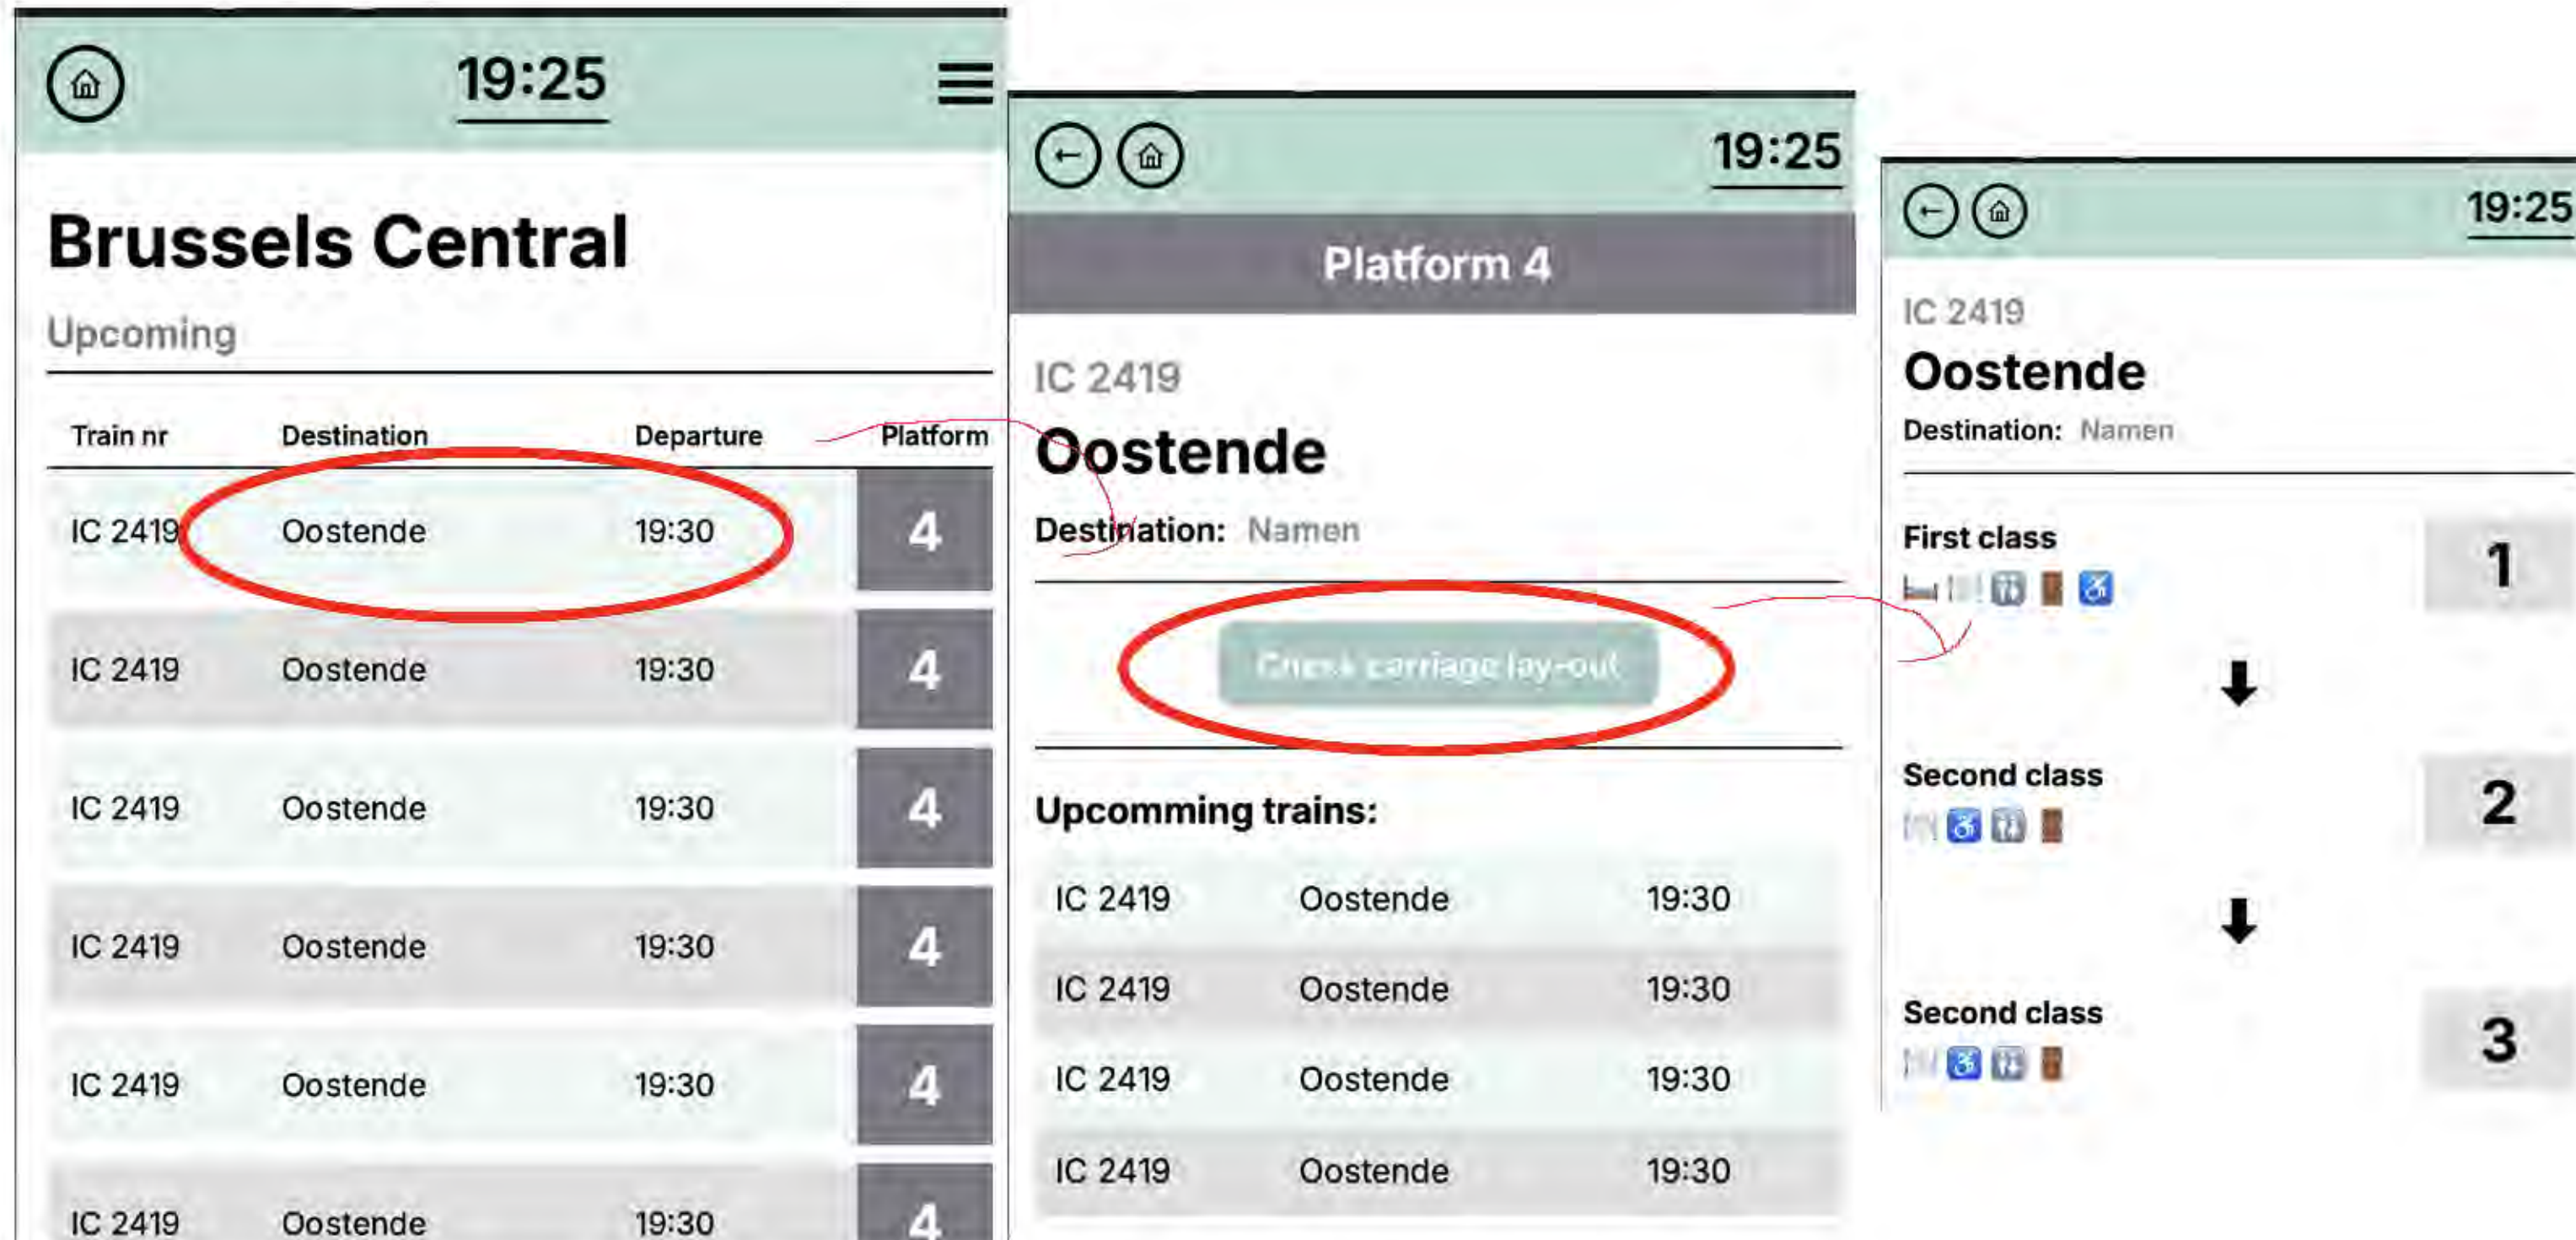 19:25
Brussels Central
Upcoming
Train nr Destination Departure Platform
IC 2419 Oostende 19:30 4
IC 2419 Oostende 19:30 4
IC 2419 Oostende 19:30 4
IC 2419 Oostende 19:30 4
IC 2419 Oostende 19:30 4
IC 2419 Oostende 19:30 4
19:25
Platform 4
IC 2419
Oostende
Destination: Namen
Check carriage lay-out
Upcomming trains:
IC 2419 Oostende 19:30
IC 2419 Oostende 19:30
IC 2419 Oostende 19:30
IC 2419 Oostende 19:30
19:25
IC 2419
Oostende
Destination: Namen
First class 1
Second class 2
Second class 3